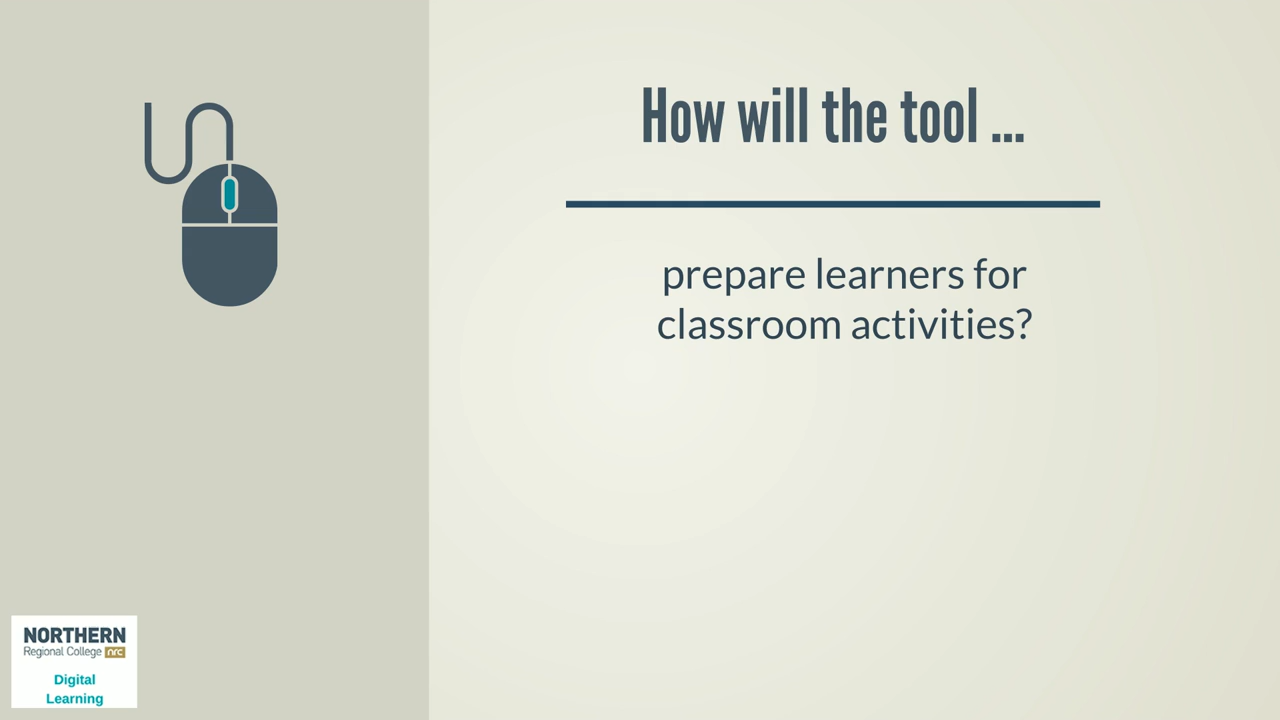 How will the tool ...
prepare learners for
classroom activities?
NORTHERN
Regional College nrc
Digital
Learning